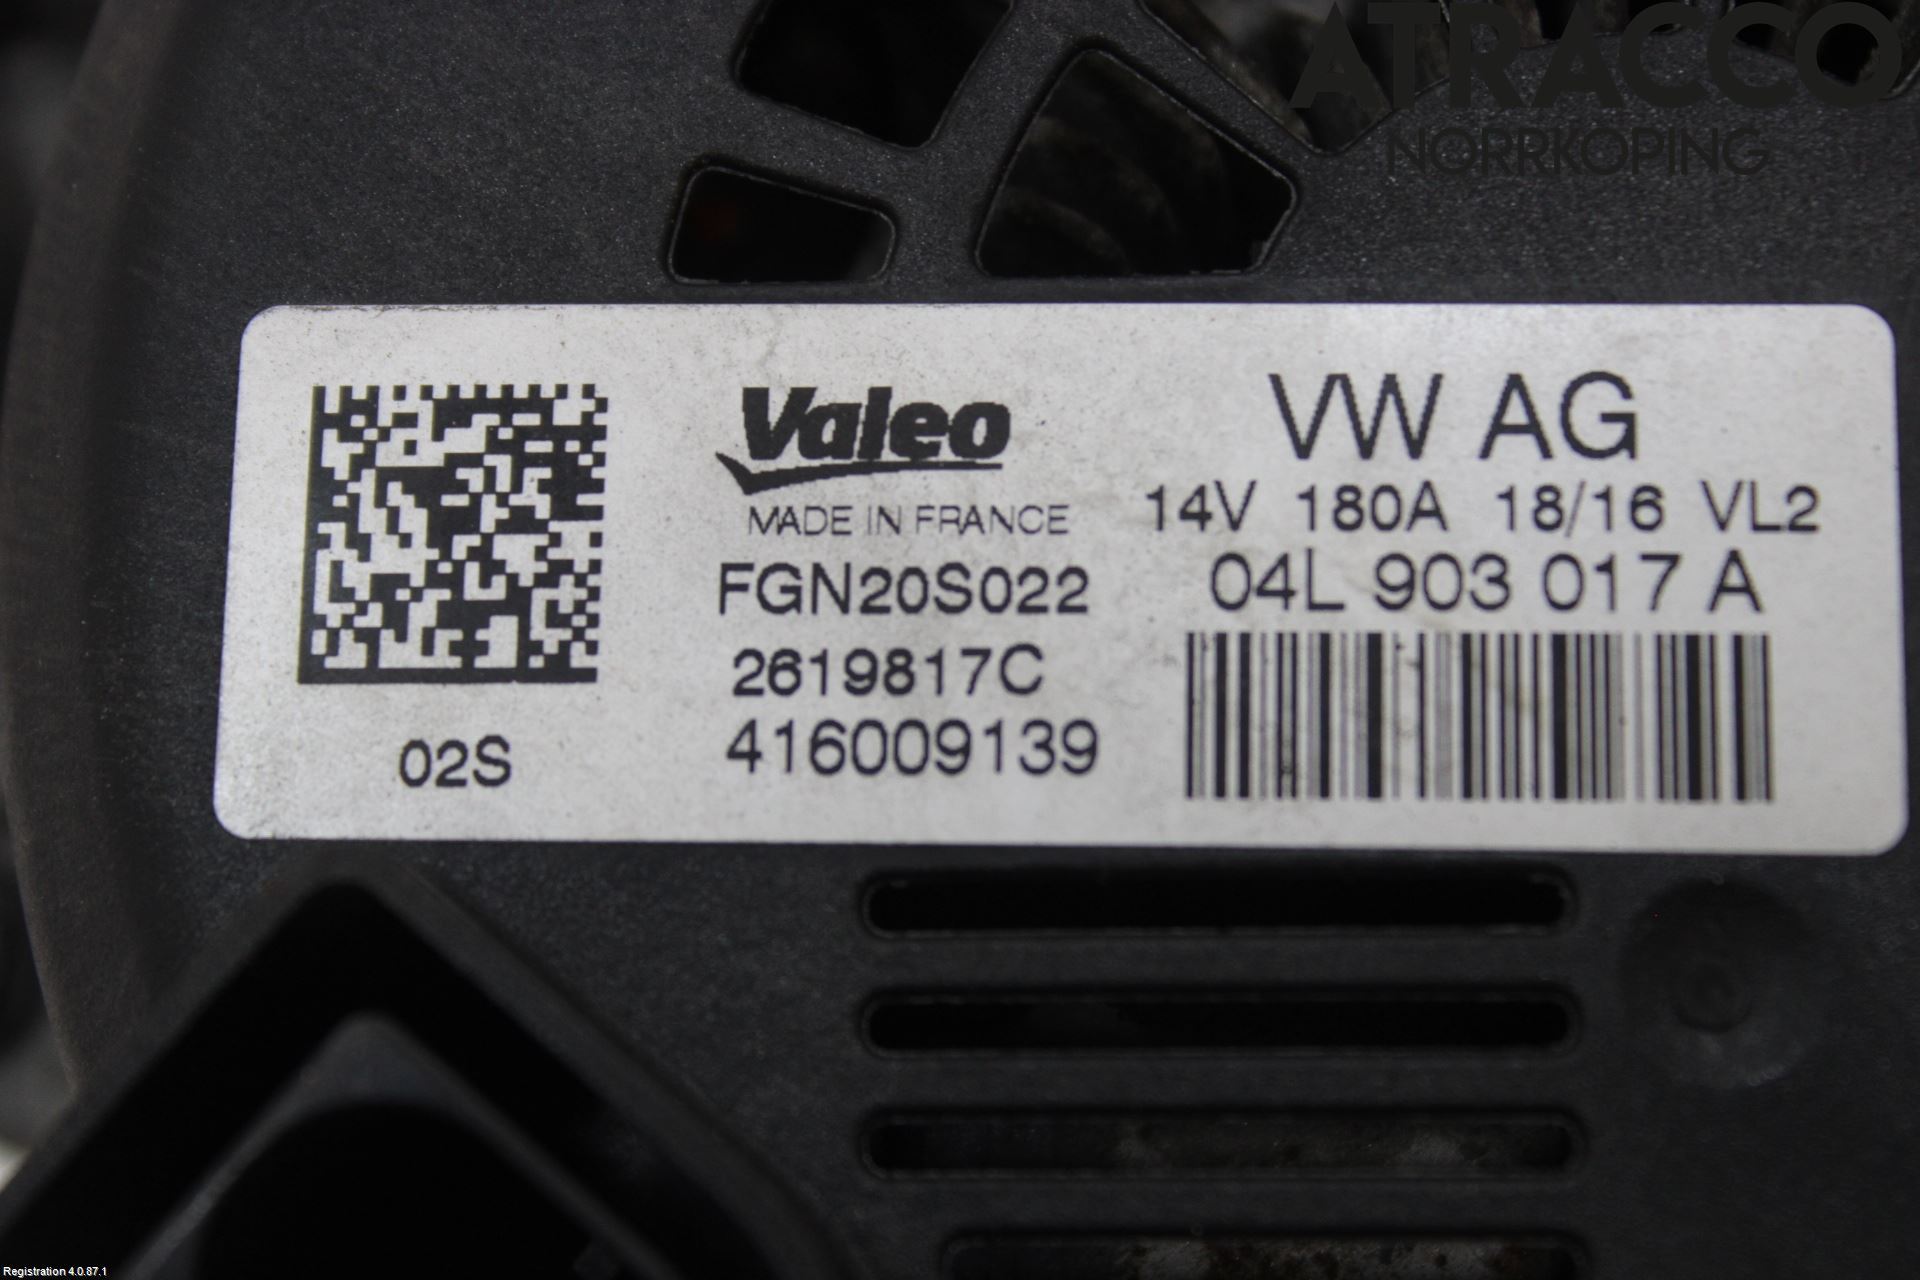 ATRACCO
NORRKOPING
Valeo
MADE IN FRANCE
FGN20S022
2619817C
416009139
02S
VW AG
14V 180A 18/16 VL2
04L 903 017 A
Registration 4.0.87.1